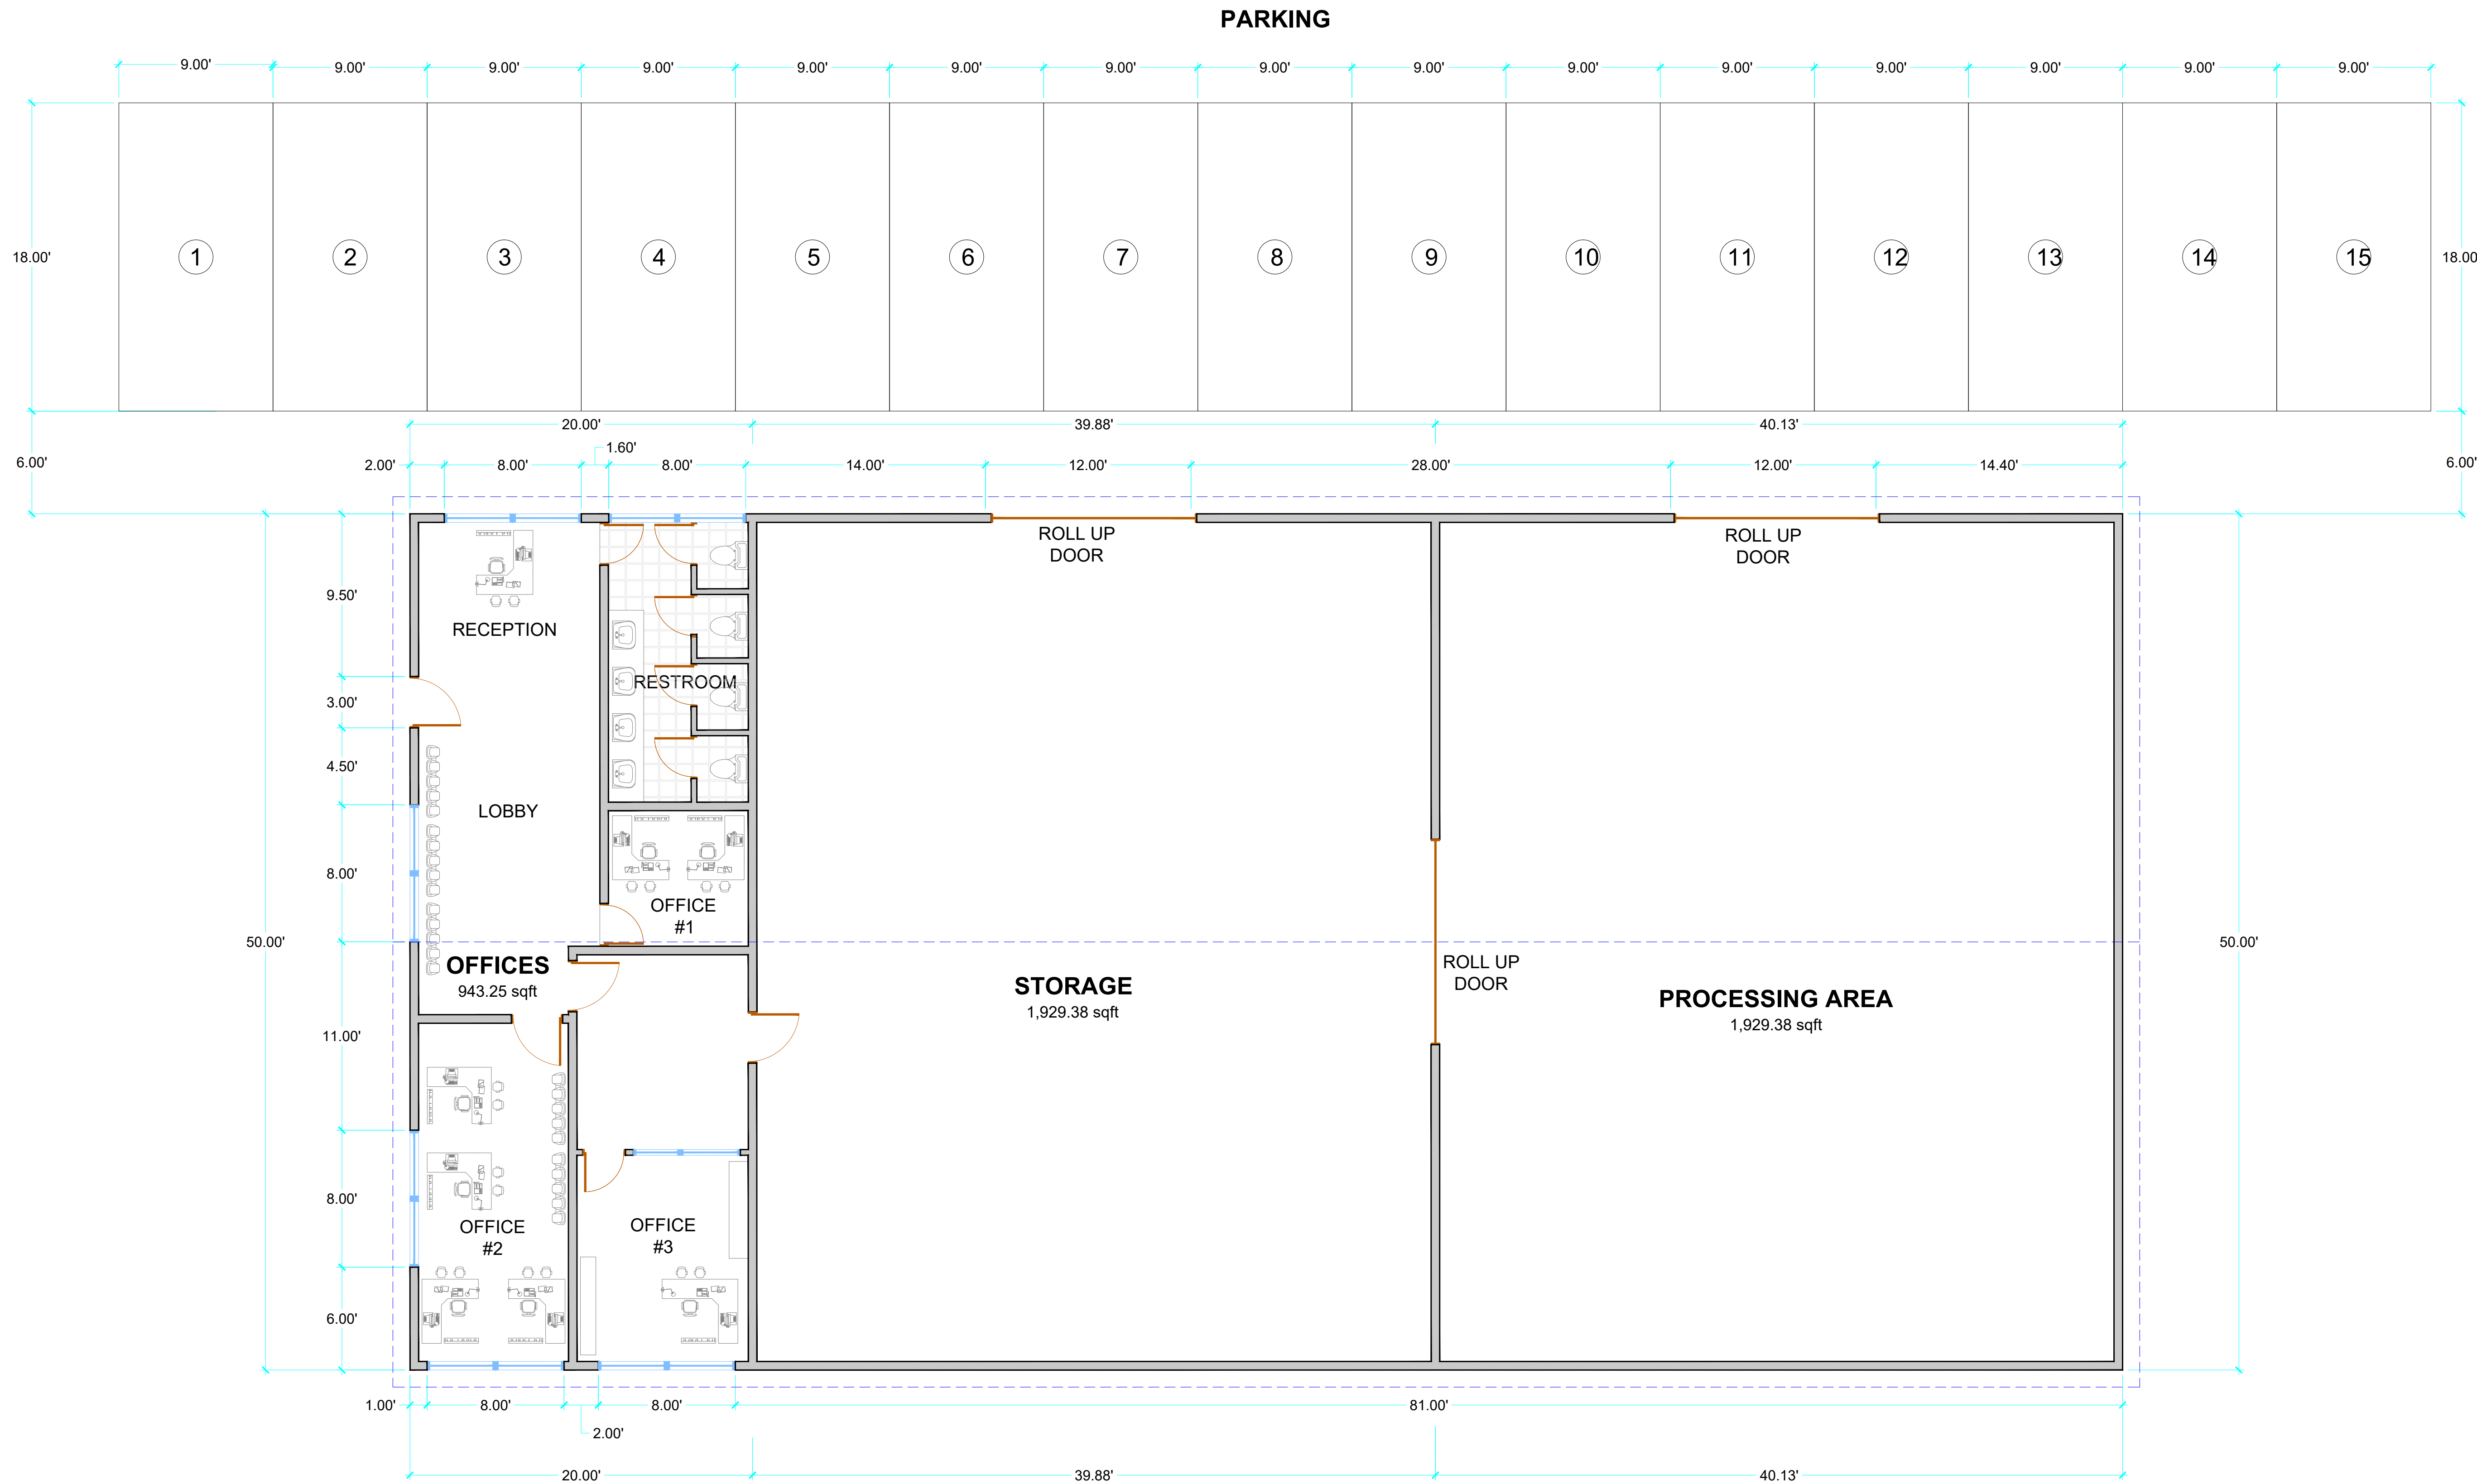 PARKING
9.00' 9.00' 9.00' 9.00' 9.00' 9.00' 9.00' 9.00' 9.00' 9.00' 9.00' 9.00' 9.00' 9.00' 9.00'
18.00' 1 2 3 4 5 6 7 8 9 10 11 12 13 14 15 18.00
20.00' 39.88' 40.13'
1.60'
6.00' 6.00'
2.00' 8.00' 8.00' 14.00' 12.00' 28.00' 12.00' 14.40'
ROLL UP
DOOR
ROLL UP
DOOR
9.50'
RECEPTION
RESTROOM
3.00'
4.50'
LOBBY
8.00'
OFFICE
#1
50.00' 50.00'
OFFICES
943.25 sqft
ROLL UP
DOOR
STORAGE
1,929.38 sqft
PROCESSING AREA
1,929.38 sqft
11.00'
8.00'
OFFICE
#2
OFFICE
#3
6.00'
1.00' 8.00' 8.00' 81.00'
2.00'
20.00' 39.88' 40.13'